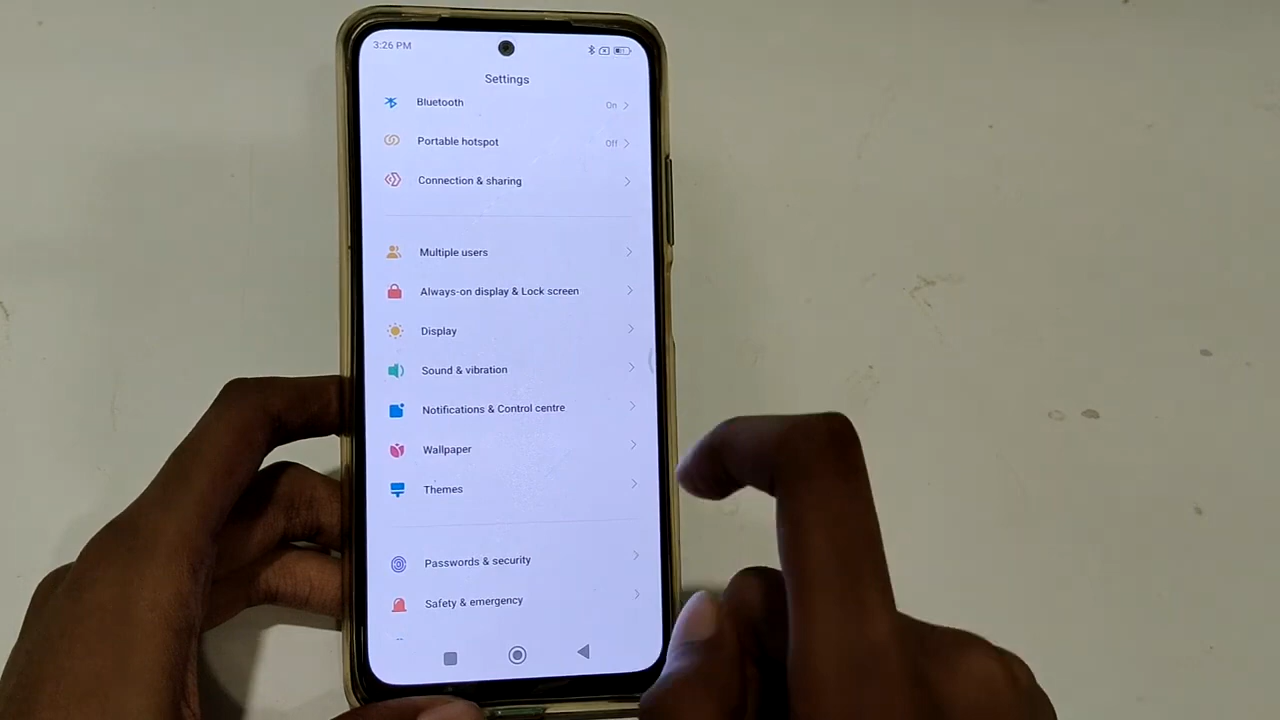 3:26 PM
Settings
Bluetooth On
Portable hotspot Off
Connection & sharing
Multiple users
Always-on display & Lock screen
Display
Sound & vibration
Notifications & Control centre
Wallpaper
Themes
Passwords & security
Safety & emergency